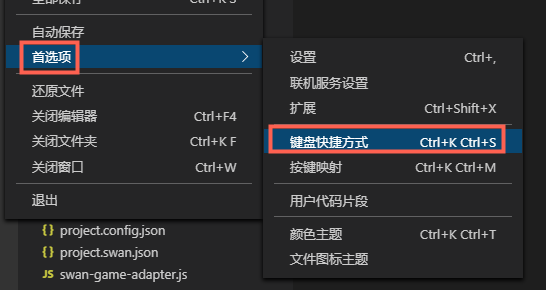 全部保存 Ctrl+K S
自动保存
首选项
还原文件
关闭编辑器 Ctrl+F4
关闭文件夹 Ctrl+K F
关闭窗口 Ctrl+W
退出
设置 Ctrl+,
联机服务设置
扩展 Ctrl+Shift+X
键盘快捷方式 Ctrl+K Ctrl+S
按键映射 Ctrl+K Ctrl+M
用户代码片段
颜色主题 Ctrl+K Ctrl+T
文件图标主题
{} project.config.json
{} project.swan.json
JS swan-game-adapter.js